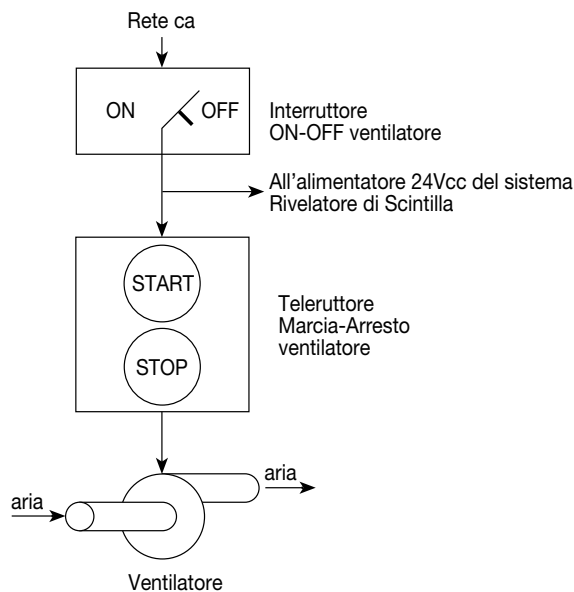 Rete ca
ON OFF
Interruttore
ON-OFF ventilatore
All'alimentatore 24Vcc del sistema
Rivelatore di Scintilla
START
STOP
Teleruttore
Marcia-Arresto
ventilatore
aria
aria
Ventilatore